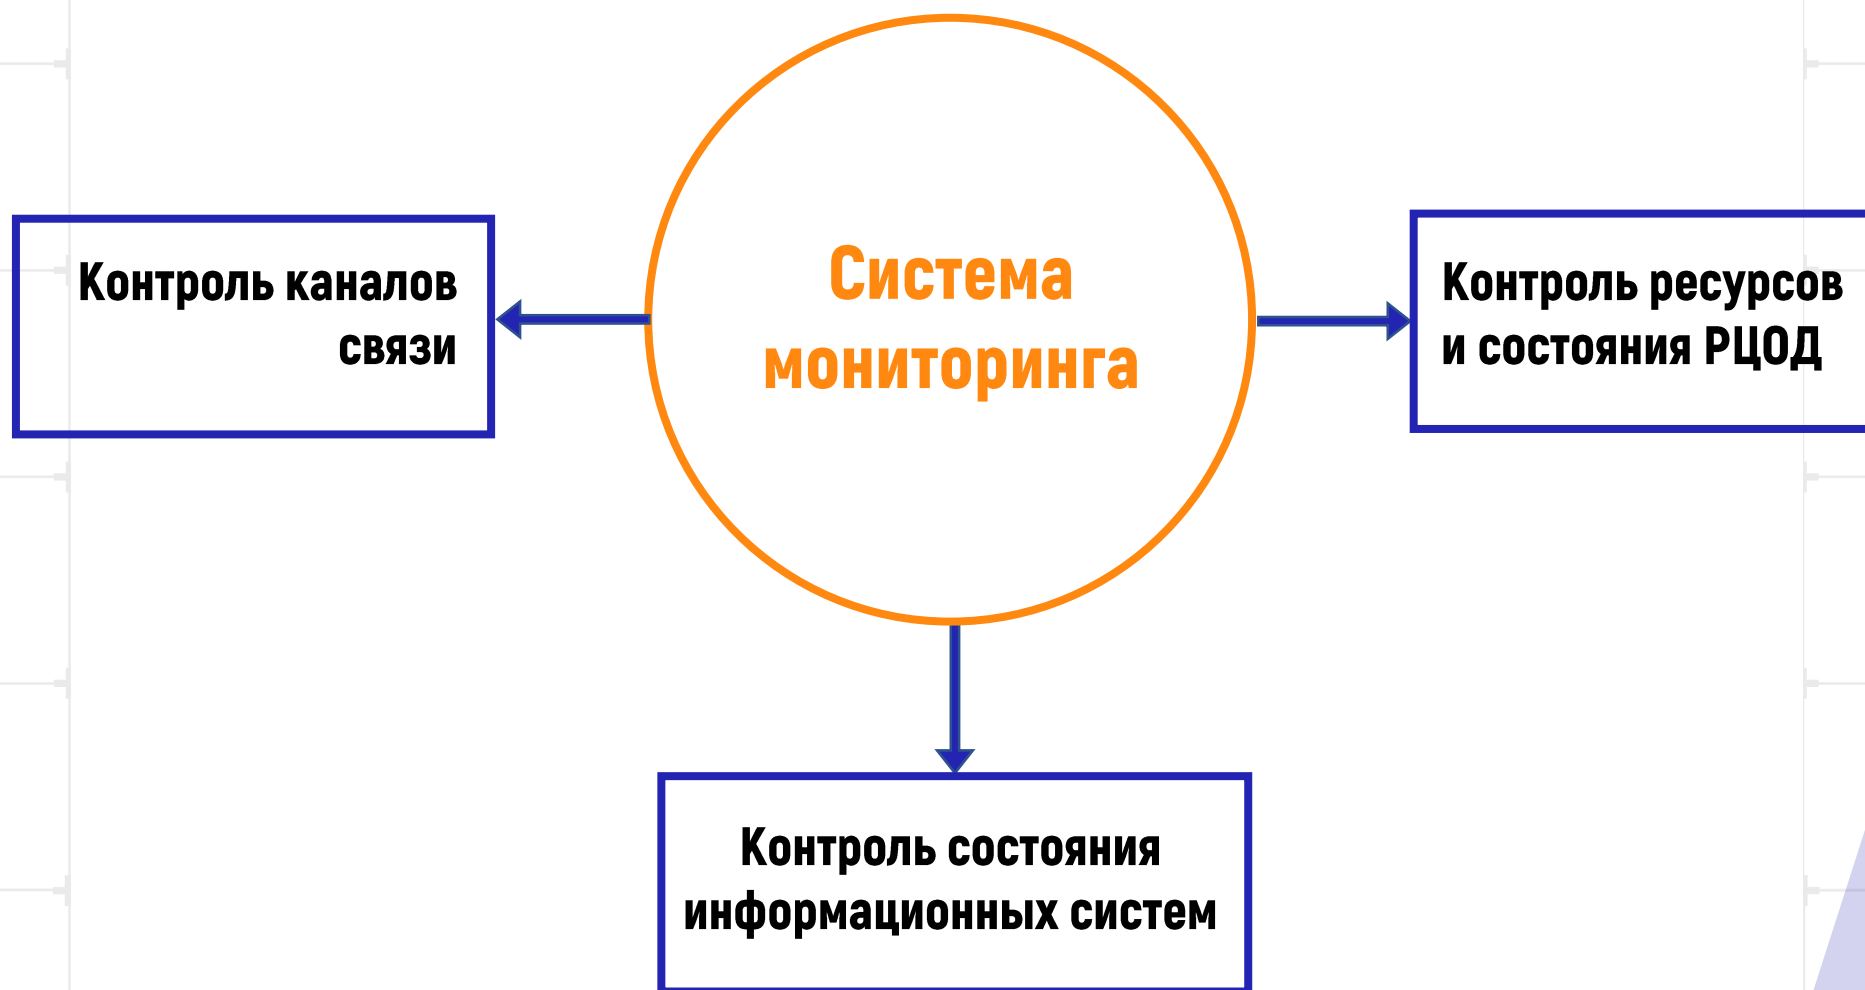 Система
мониторинга
Контроль каналов
связи
Контроль ресурсов
и состояния РЦОД
Контроль состояния
информационных систем